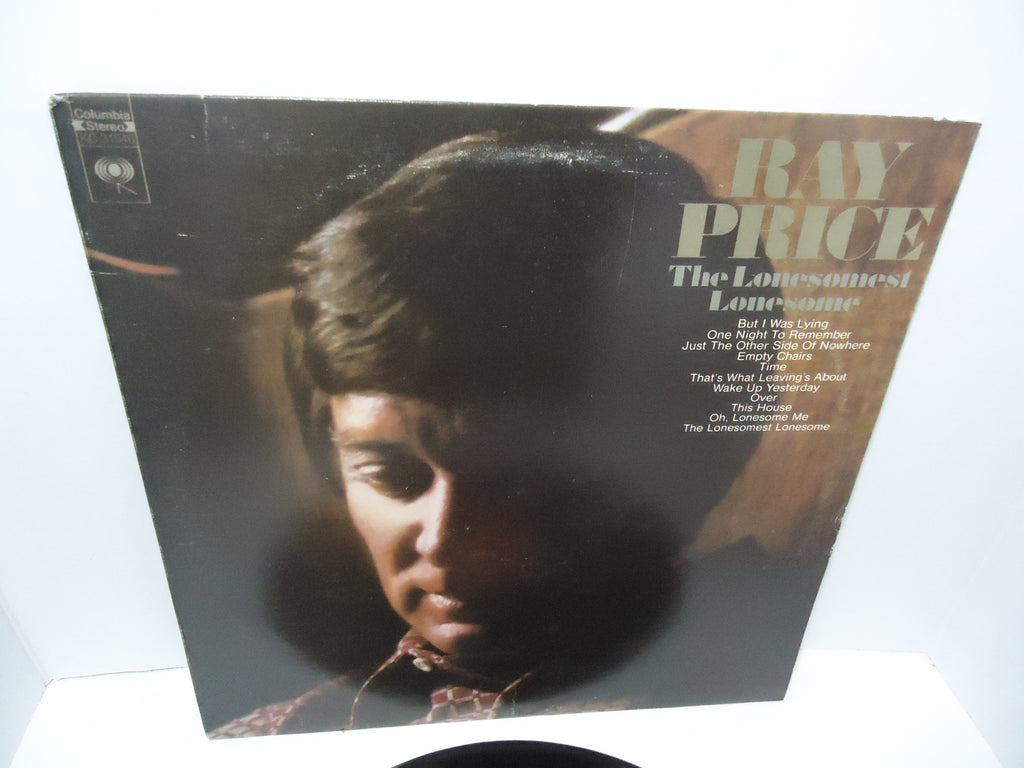 Columbia
Stereo
RAY
PRICE
The Lonesomest
Lonesome
But I Was Lying
One Night To Remember
Just The Other Side Of Nowhere
Empty Chairs
Time
That's What Leaving's About
Wake Up Yesterday
Over
This House
Oh, Lonesome Me
The Lonesomest Lonesome